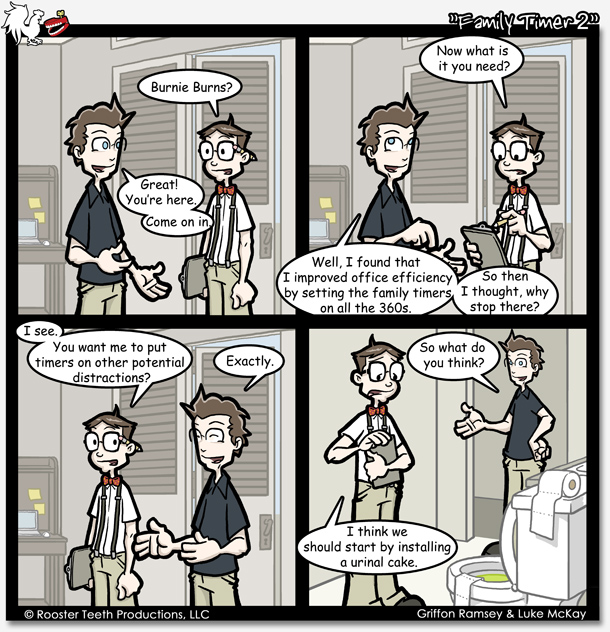 "Family Timer 2"
Burnie Burns?
Great!
You're here.
Come on in.
Now what is
it you need?
Well, I found that
I improved office efficiency
by setting the family timers
on all the 360s.
So then
I thought, why
stop there?
I see.
You want me to put
timers on other potential
distractions?
Exactly.
So what do
you think?
I think we
should start by installing
a urinal cake.
© Rooster Teeth Productions, LLC
Griffon Ramsey & Luke McKay